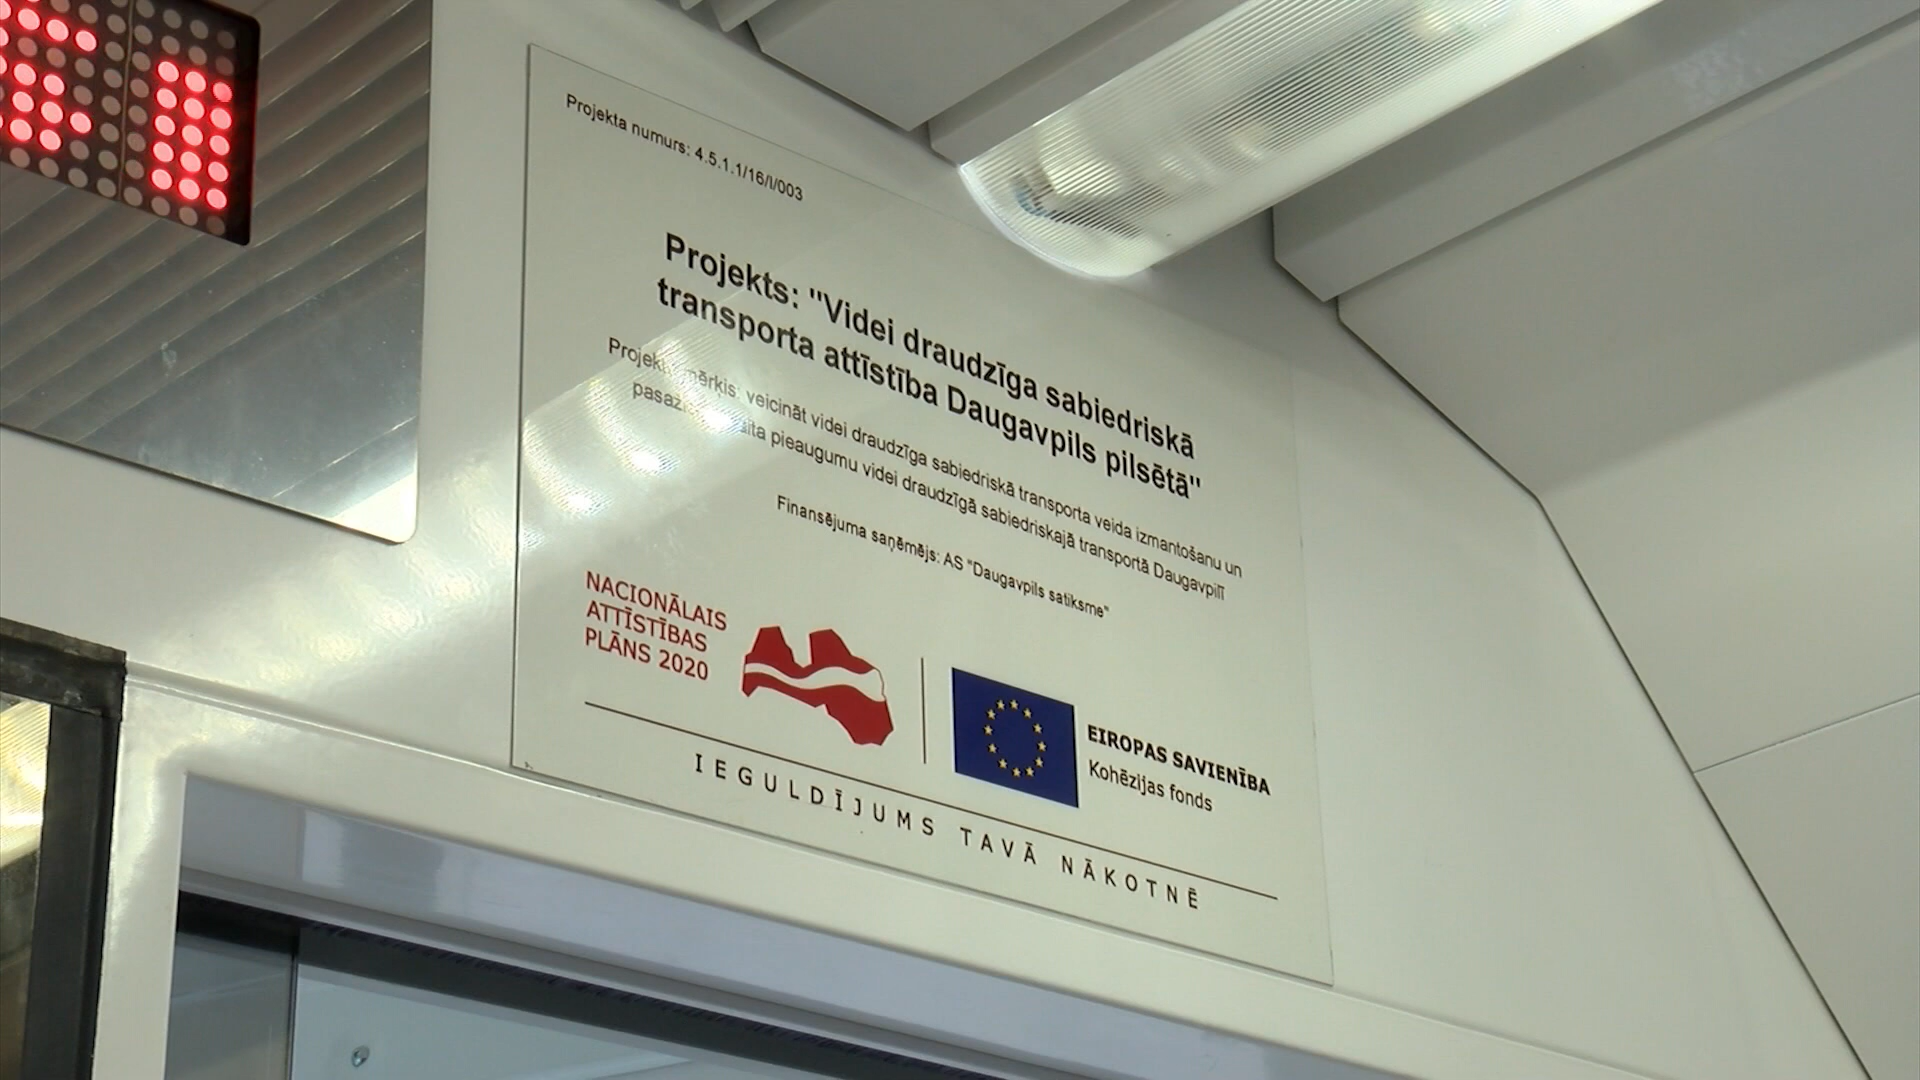 Projekta numurs: 4.5.1.1/16/I/003
Projekts: "Videi draudzīga sabiedriskā
transporta attīstība Daugavpils pilsētā"
mērķis: veicināt videi draudzīga sabiedriskā transporta veida izmantošanu un
pieaugumu videi draudzīgā sabiedriskajā transportā Daugavpilī
Finansējuma saņēmējs: AS "Daugavpils satiksme"
NACIONĀLAIS
ATTĪSTĪBAS
PLĀNS 2020
EIROPAS SAVIENĪBA
Kohēzijas fonds
IEGULDĪJUMS TAVĀ NĀKOTNĒ